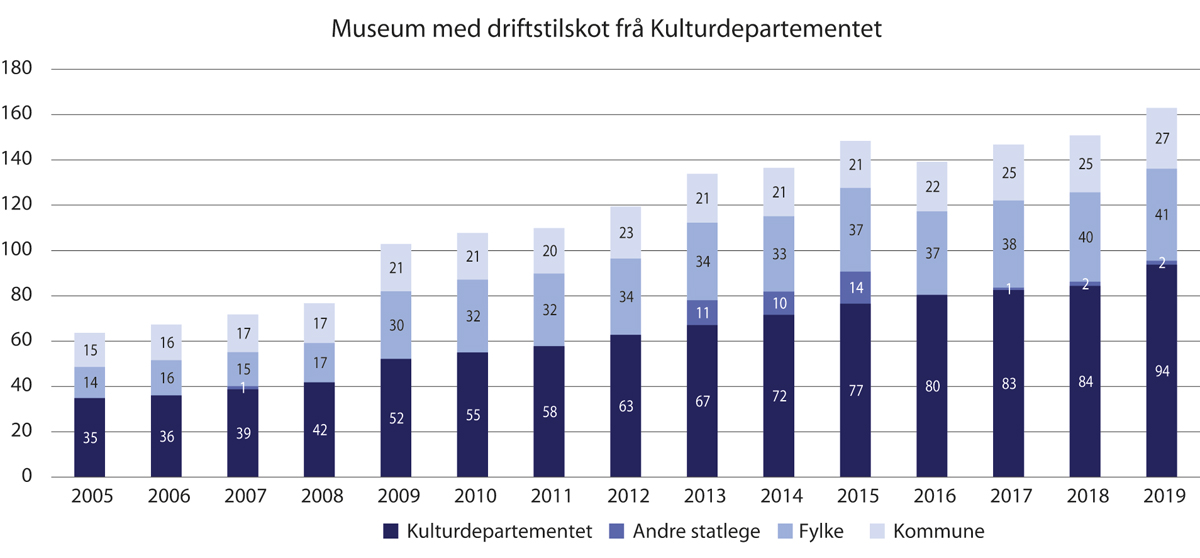 Museum med driftstilskot frå Kulturdepartementet
180
160
140
120
100
80
60
40
20
0
15 14 35
16 16 36
17 15 1 39
17 17 42
21 30 52
21 32 55
20 32 58
23 34 63
21 34 11 67
21 33 10 72
21 37 14 77
22 37 80
25 38 1 83
25 40 2 84
27 41 2 94
2005 2006 2007 2008 2009 2010 2011 2012 2013 2014 2015 2016 2017 2018 2019
Kulturdepartementet Andre statlege Fylke Kommune